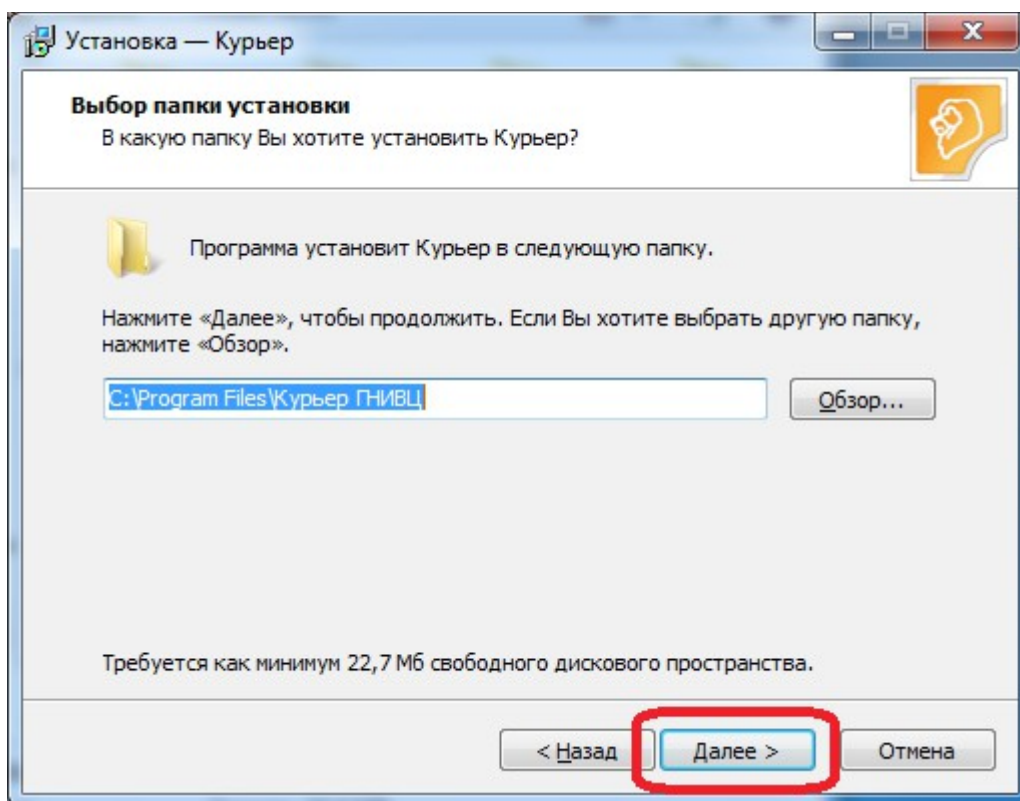 Установка — Курьер
Выбор папки установки
В какую папку Вы хотите установить Курьер?
Программа установит Курьер в следующую папку.
Нажмите «Далее», чтобы продолжить. Если Вы хотите выбрать другую папку,
нажмите «Обзор».
C:\Program Files\Курьер ГНИВЦ
Обзор...
Требуется как минимум 22,7 Мб свободного дискового пространства.
< Назад
Далее >
Отмена